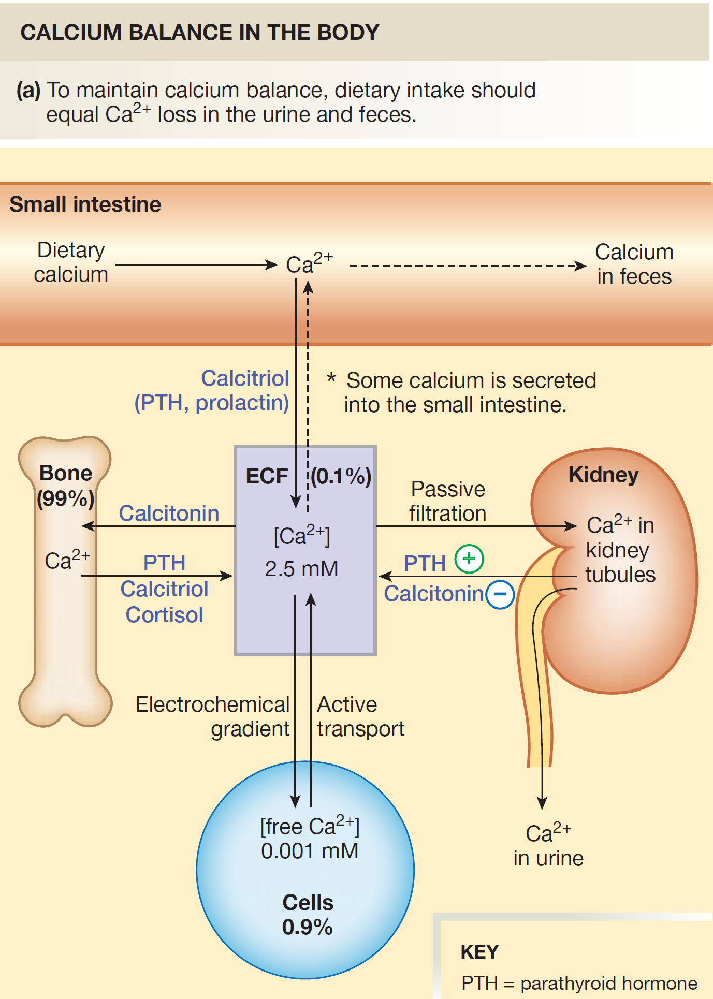 CALCIUM BALANCE IN THE BODY
(a) To maintain calcium balance, dietary intake should
equal Ca²⁺ loss in the urine and feces.
Small intestine
Dietary
calcium
Ca²⁺
Calcium
in feces
Calcitriol
(PTH, prolactin)
* Some calcium is secreted
into the small intestine.
Bone
(99%)
Ca²⁺
Calcitonin
PTH
Calcitriol
Cortisol
ECF (0.1%)
[Ca²⁺]
2.5 mM
Passive
filtration
PTH +
Calcitonin −
Kidney
Ca²⁺ in
kidney
tubules
Electrochemical
gradient
Active
transport
[free Ca²⁺]
0.001 mM
Cells
0.9%
Ca²⁺
in urine
KEY
PTH = parathyroid hormone